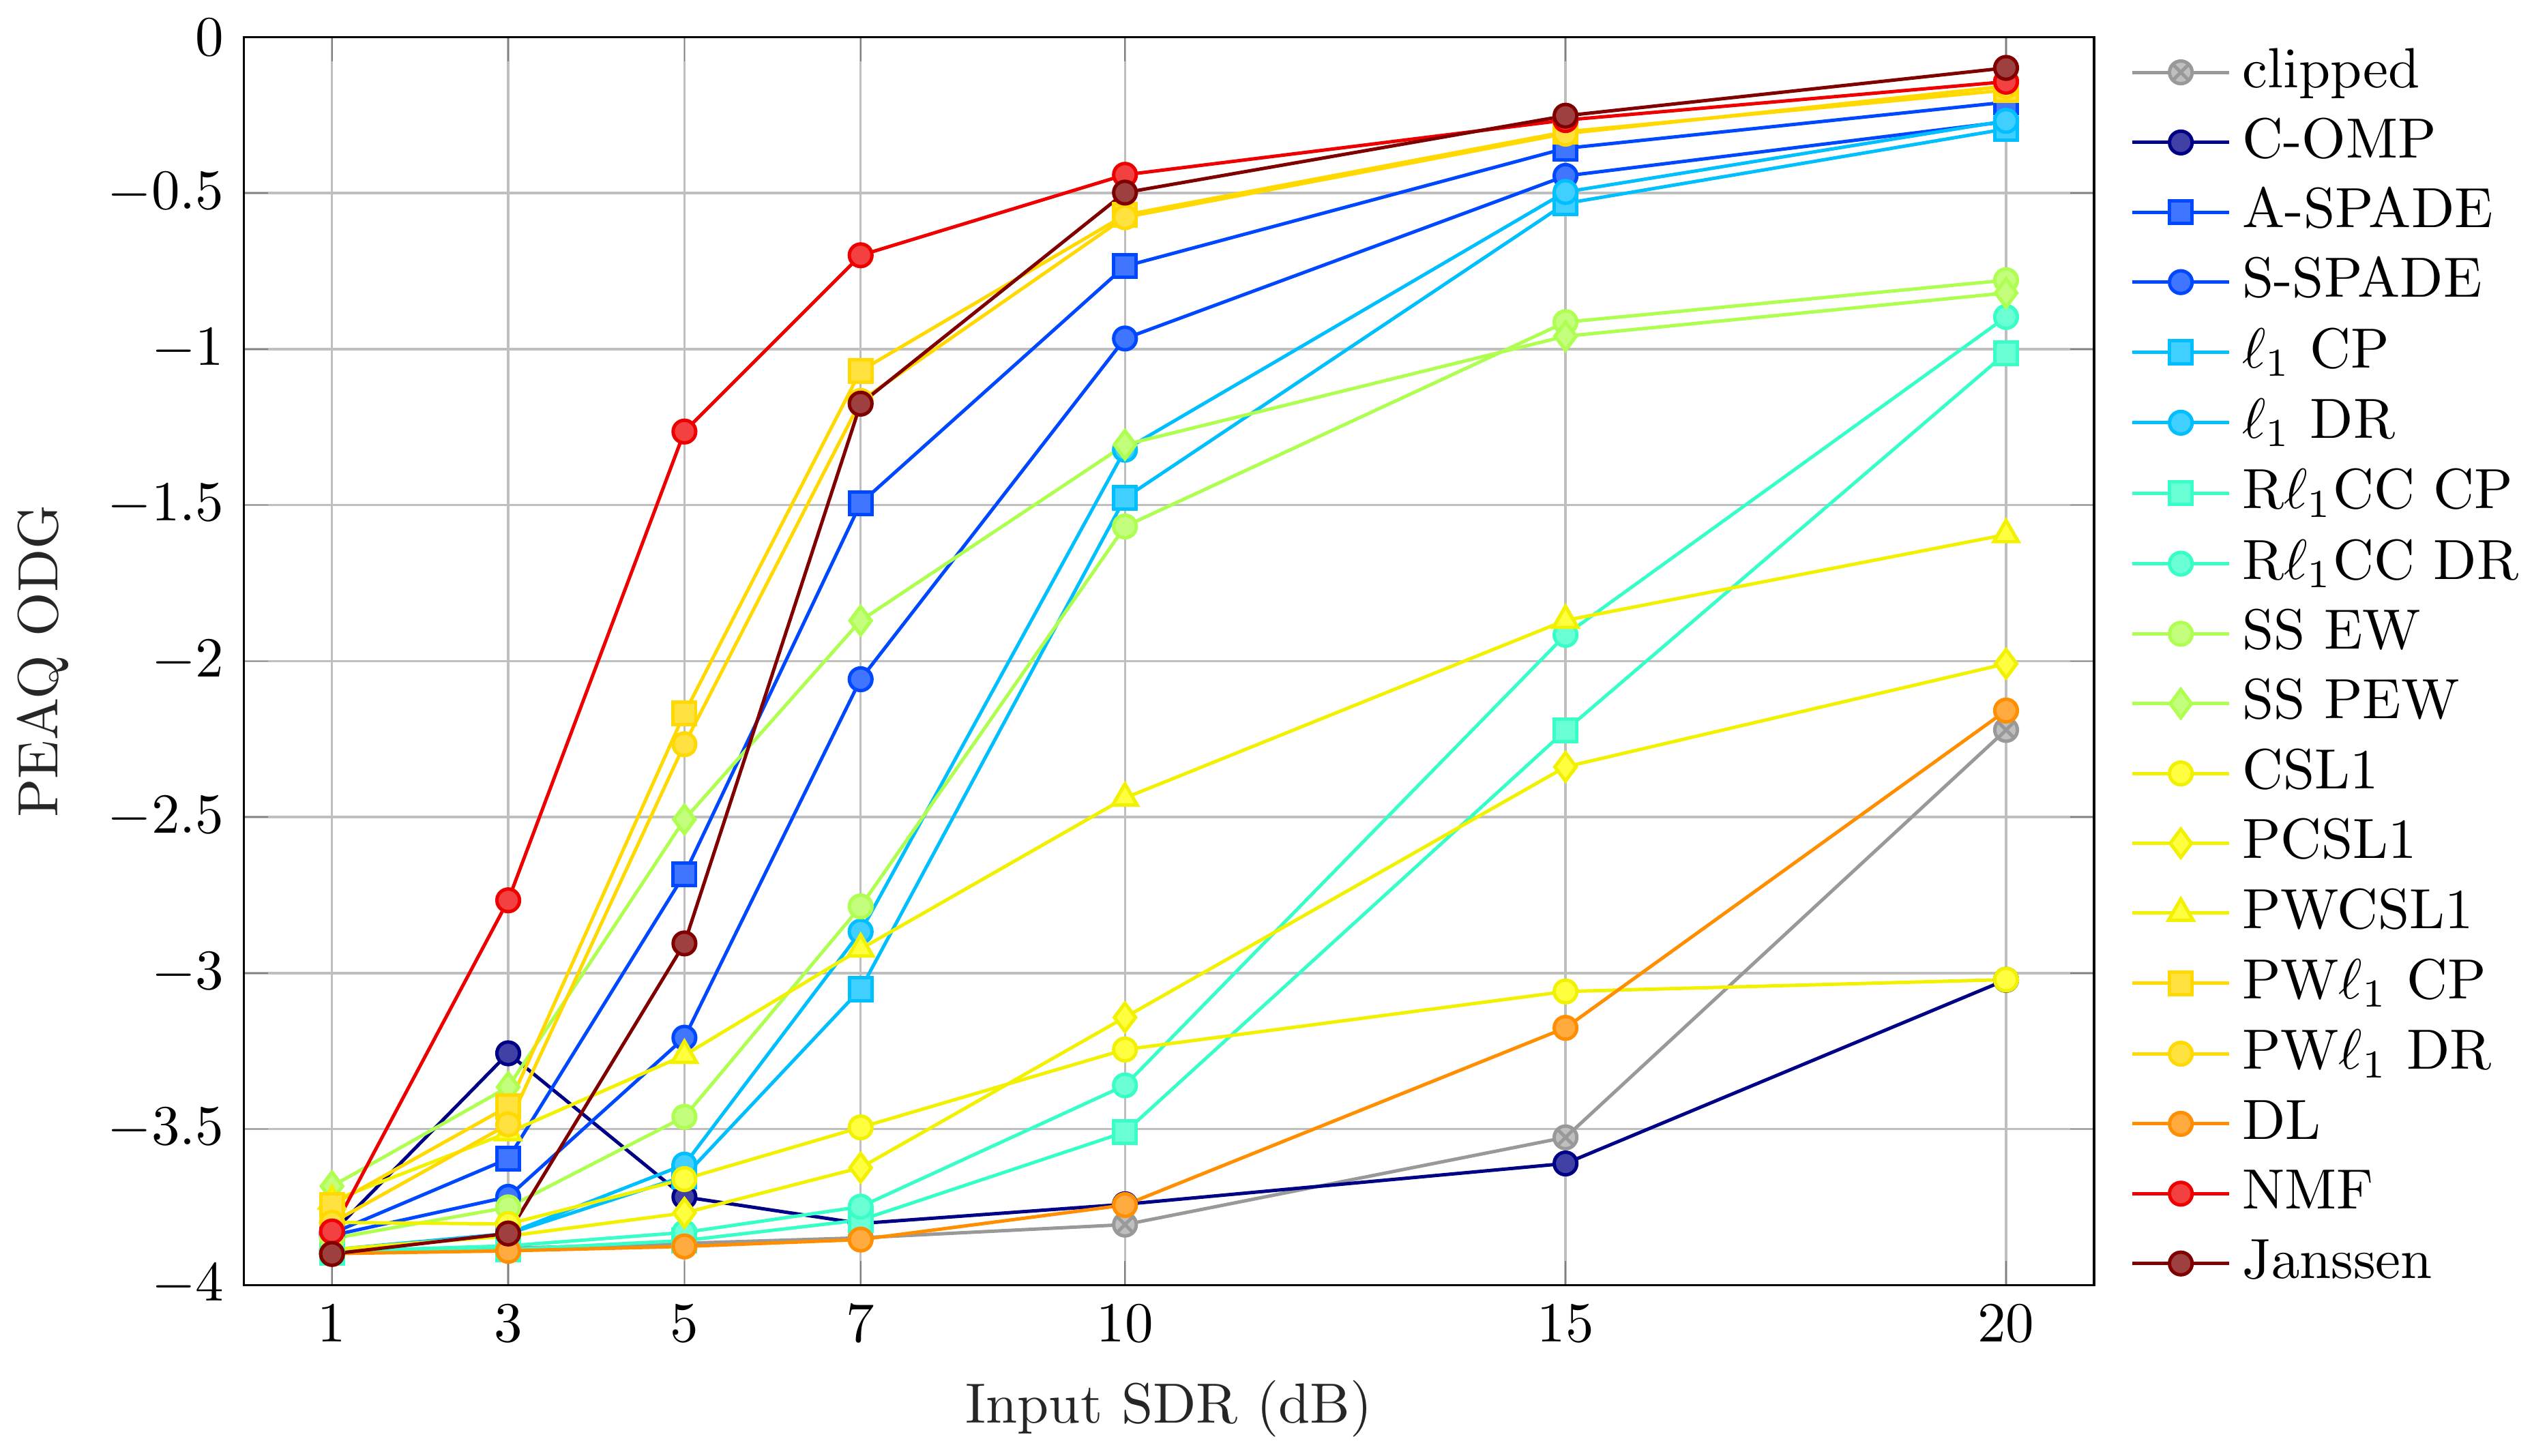 0
−0.5
−1
−1.5
−2
−2.5
−3
−3.5
−4
PEAQ ODG
1 3 5 7 10 15 20
Input SDR (dB)
clipped
C-OMP
A-SPADE
S-SPADE
ℓ₁ CP
ℓ₁ DR
Rℓ₁CC CP
Rℓ₁CC DR
SS EW
SS PEW
CSL1
PCSL1
PWCSL1
PWℓ₁ CP
PWℓ₁ DR
DL
NMF
Janssen